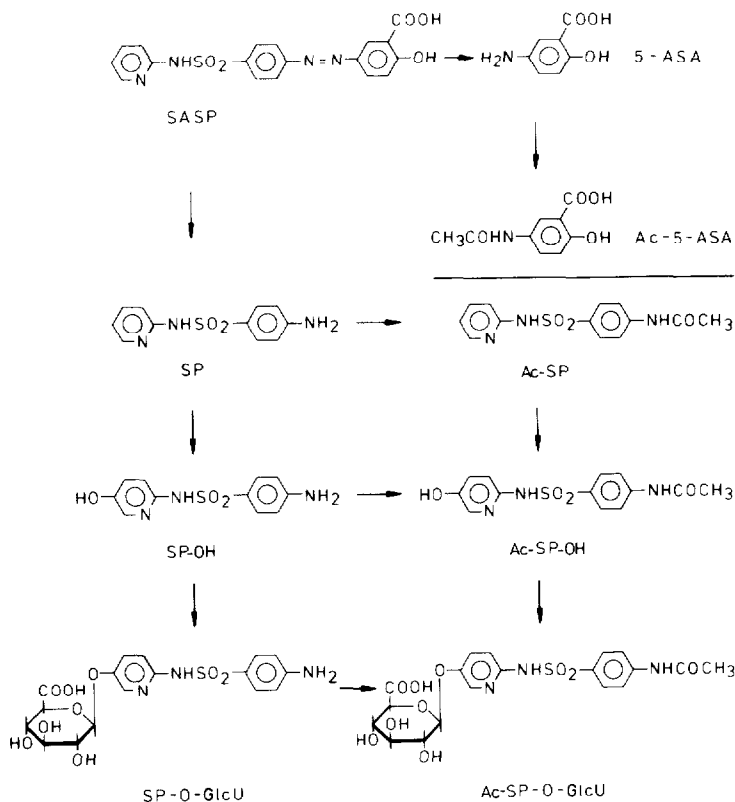 COOH COOH
N NHSO2 N=N OH H2N OH 5-ASA
SASP
COOH
CH3COHN OH Ac-5-ASA
N NHSO2 NH2 N NHSO2 NHCOCH3
SP Ac-SP
HO N NHSO2 NH2 HO N NHSO2 NHCOCH3
SP-OH Ac-SP-OH
O N NHSO2 NH2 O N NHSO2 NHCOCH3
COOH COOH
O O
OH OH
HO HO
OH OH
SP-O-GlcU Ac-SP-O-GlcU